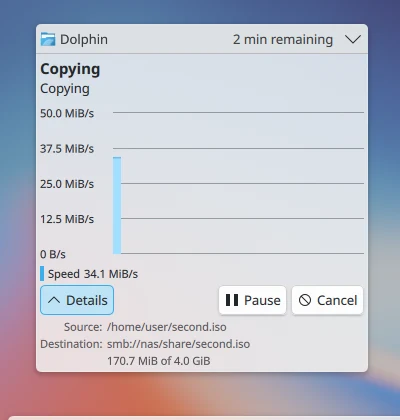 Dolphin 2 min remaining
Copying
Copying
50.0 MiB/s
37.5 MiB/s
25.0 MiB/s
12.5 MiB/s
0 B/s
Speed 34.1 MiB/s
Details Pause Cancel
Source: /home/user/second.iso
Destination: smb://nas/share/second.iso
170.7 MiB of 4.0 GiB